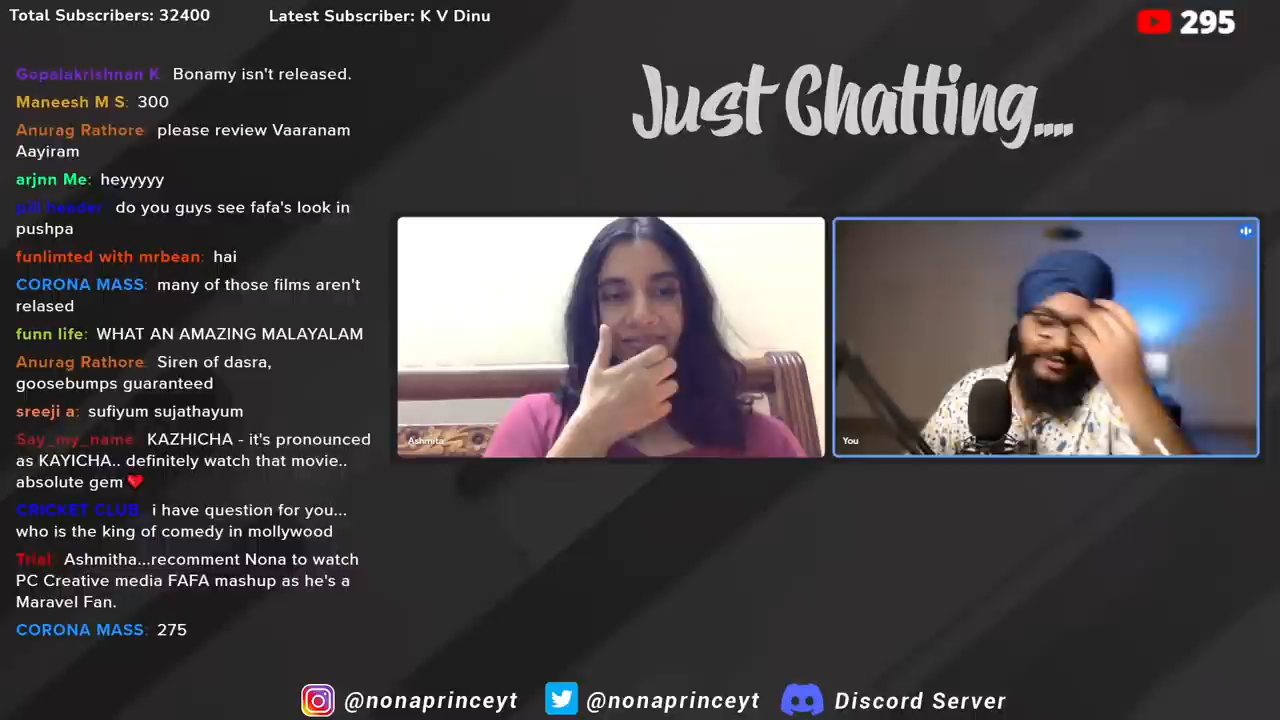 Total Subscribers: 32400
Latest Subscriber: K V Dinu
295
Just Chatting....
Gopalakrishnan K: Bonamy isn't released.
Maneesh M S: 300
Anurag Rathore: please review Vaaranam
Aayiram
arjnn Me: heyyyyy
pill header: do you guys see fafa's look in
pushpa
funlimted with mrbean: hai
CORONA MASS: many of those films aren't
relased
funn life: WHAT AN AMAZING MALAYALAM
Anurag Rathore: Siren of dasra,
goosebumps guaranteed
sreeji a: sufiyum sujathayum
Say_my_name: KAZHICHA - it's pronounced
as KAYICHA.. definitely watch that movie..
absolute gem❤️
CRICKET CLUB: i have question for you...
who is the king of comedy in mollywood
Trial: Ashmitha...recomment Nona to watch
PC Creative media FAFA mashup as he's a
Maravel Fan.
CORONA MASS: 275
Ashmita
You
@nonaprinceyt
@nonaprinceyt
Discord Server